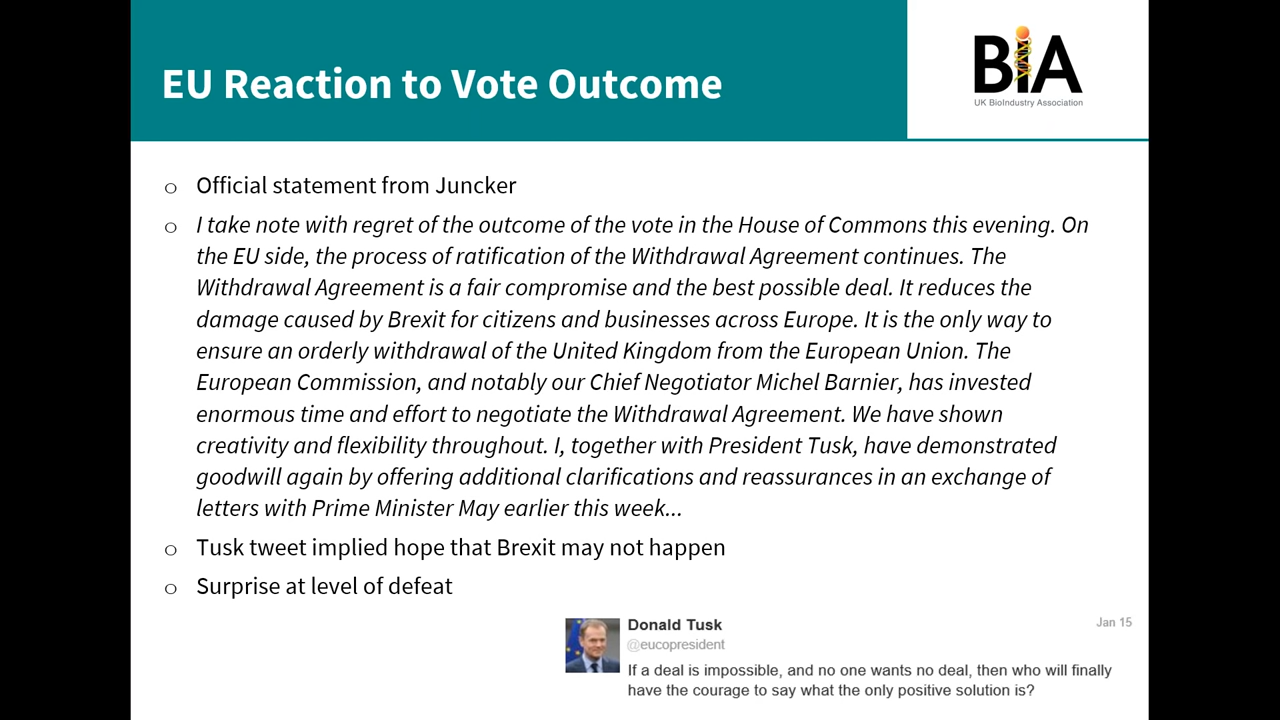 EU Reaction to Vote Outcome
BiA
UK BioIndustry Association
o Official statement from Juncker
o I take note with regret of the outcome of the vote in the House of Commons this evening. On
the EU side, the process of ratification of the Withdrawal Agreement continues. The
Withdrawal Agreement is a fair compromise and the best possible deal. It reduces the
damage caused by Brexit for citizens and businesses across Europe. It is the only way to
ensure an orderly withdrawal of the United Kingdom from the European Union. The
European Commission, and notably our Chief Negotiator Michel Barnier, has invested
enormous time and effort to negotiate the Withdrawal Agreement. We have shown
creativity and flexibility throughout. I, together with President Tusk, have demonstrated
goodwill again by offering additional clarifications and reassurances in an exchange of
letters with Prime Minister May earlier this week...
o Tusk tweet implied hope that Brexit may not happen
o Surprise at level of defeat
Donald Tusk
Jan 15
@eucopresident
If a deal is impossible, and no one wants no deal, then who will finally
have the courage to say what the only positive solution is?